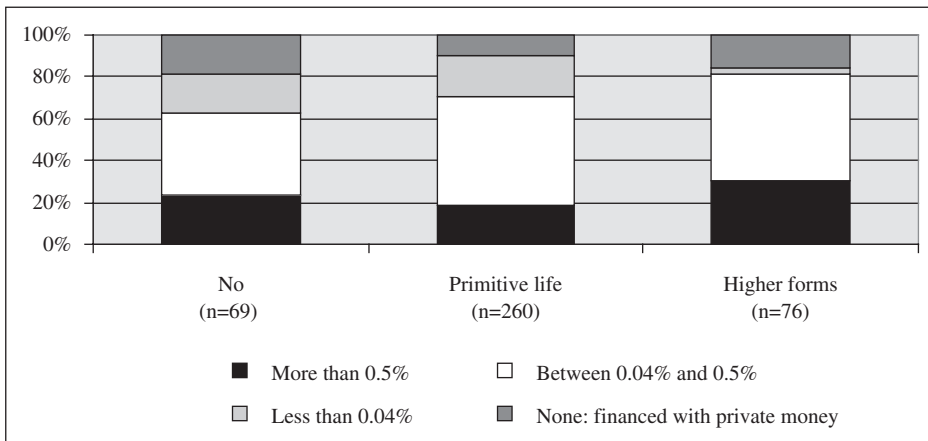 100%
80%
60%
40%
20%
0%
No
(n=69)
Primitive life
(n=260)
Higher forms
(n=76)
More than 0.5%
Between 0.04% and 0.5%
Less than 0.04%
None: financed with private money